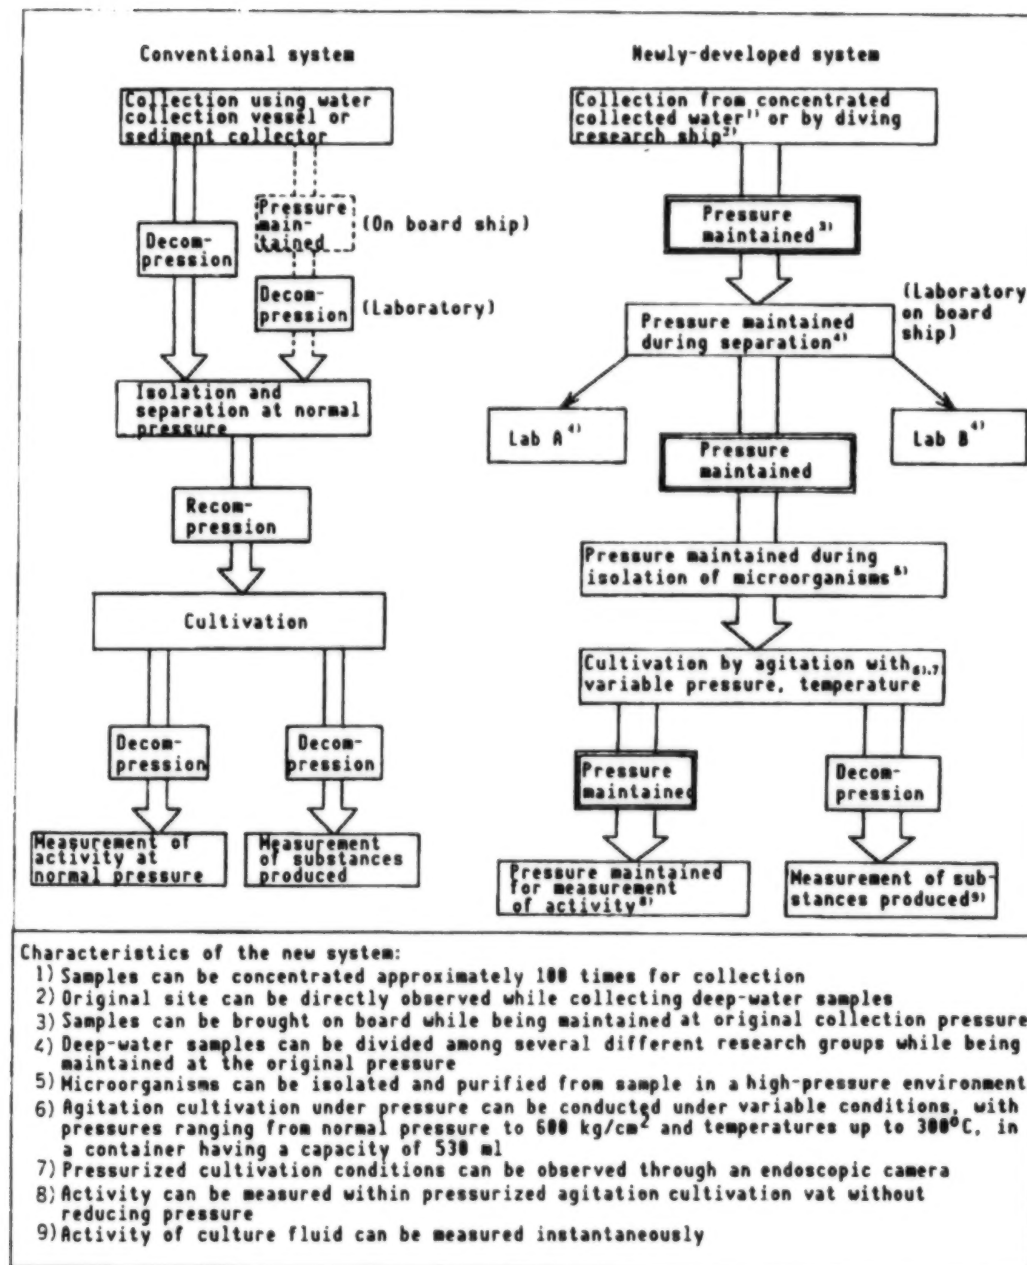 Conventional system
Collection using water
collection vessel or
sediment collector
Decom-
pression
Pressure
main-
tained
(On board ship)
Decom-
pression
(Laboratory)
Isolation and
separation at normal
pressure
Recom-
pression
Cultivation
Decom-
pression
Decom-
pression
Measurement of
activity at
normal pressure
Measurement
of substances
produced
Newly-developed system
Collection from concentrated
collected water1) or by diving
research ship2)
Pressure
maintained3)
(Laboratory
on board
ship)
Pressure maintained
during separation4)
Lab A4)
Lab B4)
Pressure
maintained
Pressure maintained during
isolation of microorganisms5)
Cultivation by agitation with6),7)
variable pressure, temperature
Pressure
maintained
Decom-
pression
Pressure maintained
for measurement
of activity8)
Measurement of sub-
stances produced9)
Characteristics of the new system:
1) Samples can be concentrated approximately 100 times for collection
2) Original site can be directly observed while collecting deep-water samples
3) Samples can be brought on board while being maintained at original collection pressure
4) Deep-water samples can be divided among several different research groups while being
maintained at the original pressure
5) Microorganisms can be isolated and purified from sample in a high-pressure environment
6) Agitation cultivation under pressure can be conducted under variable conditions, with
pressures ranging from normal pressure to 600 kg/cm2 and temperatures up to 300°C, in
a container having a capacity of 530 ml
7) Pressurized cultivation conditions can be observed through an endoscopic camera
8) Activity can be measured within pressurized agitation cultivation vat without
reducing pressure
9) Activity of culture fluid can be measured instantaneously